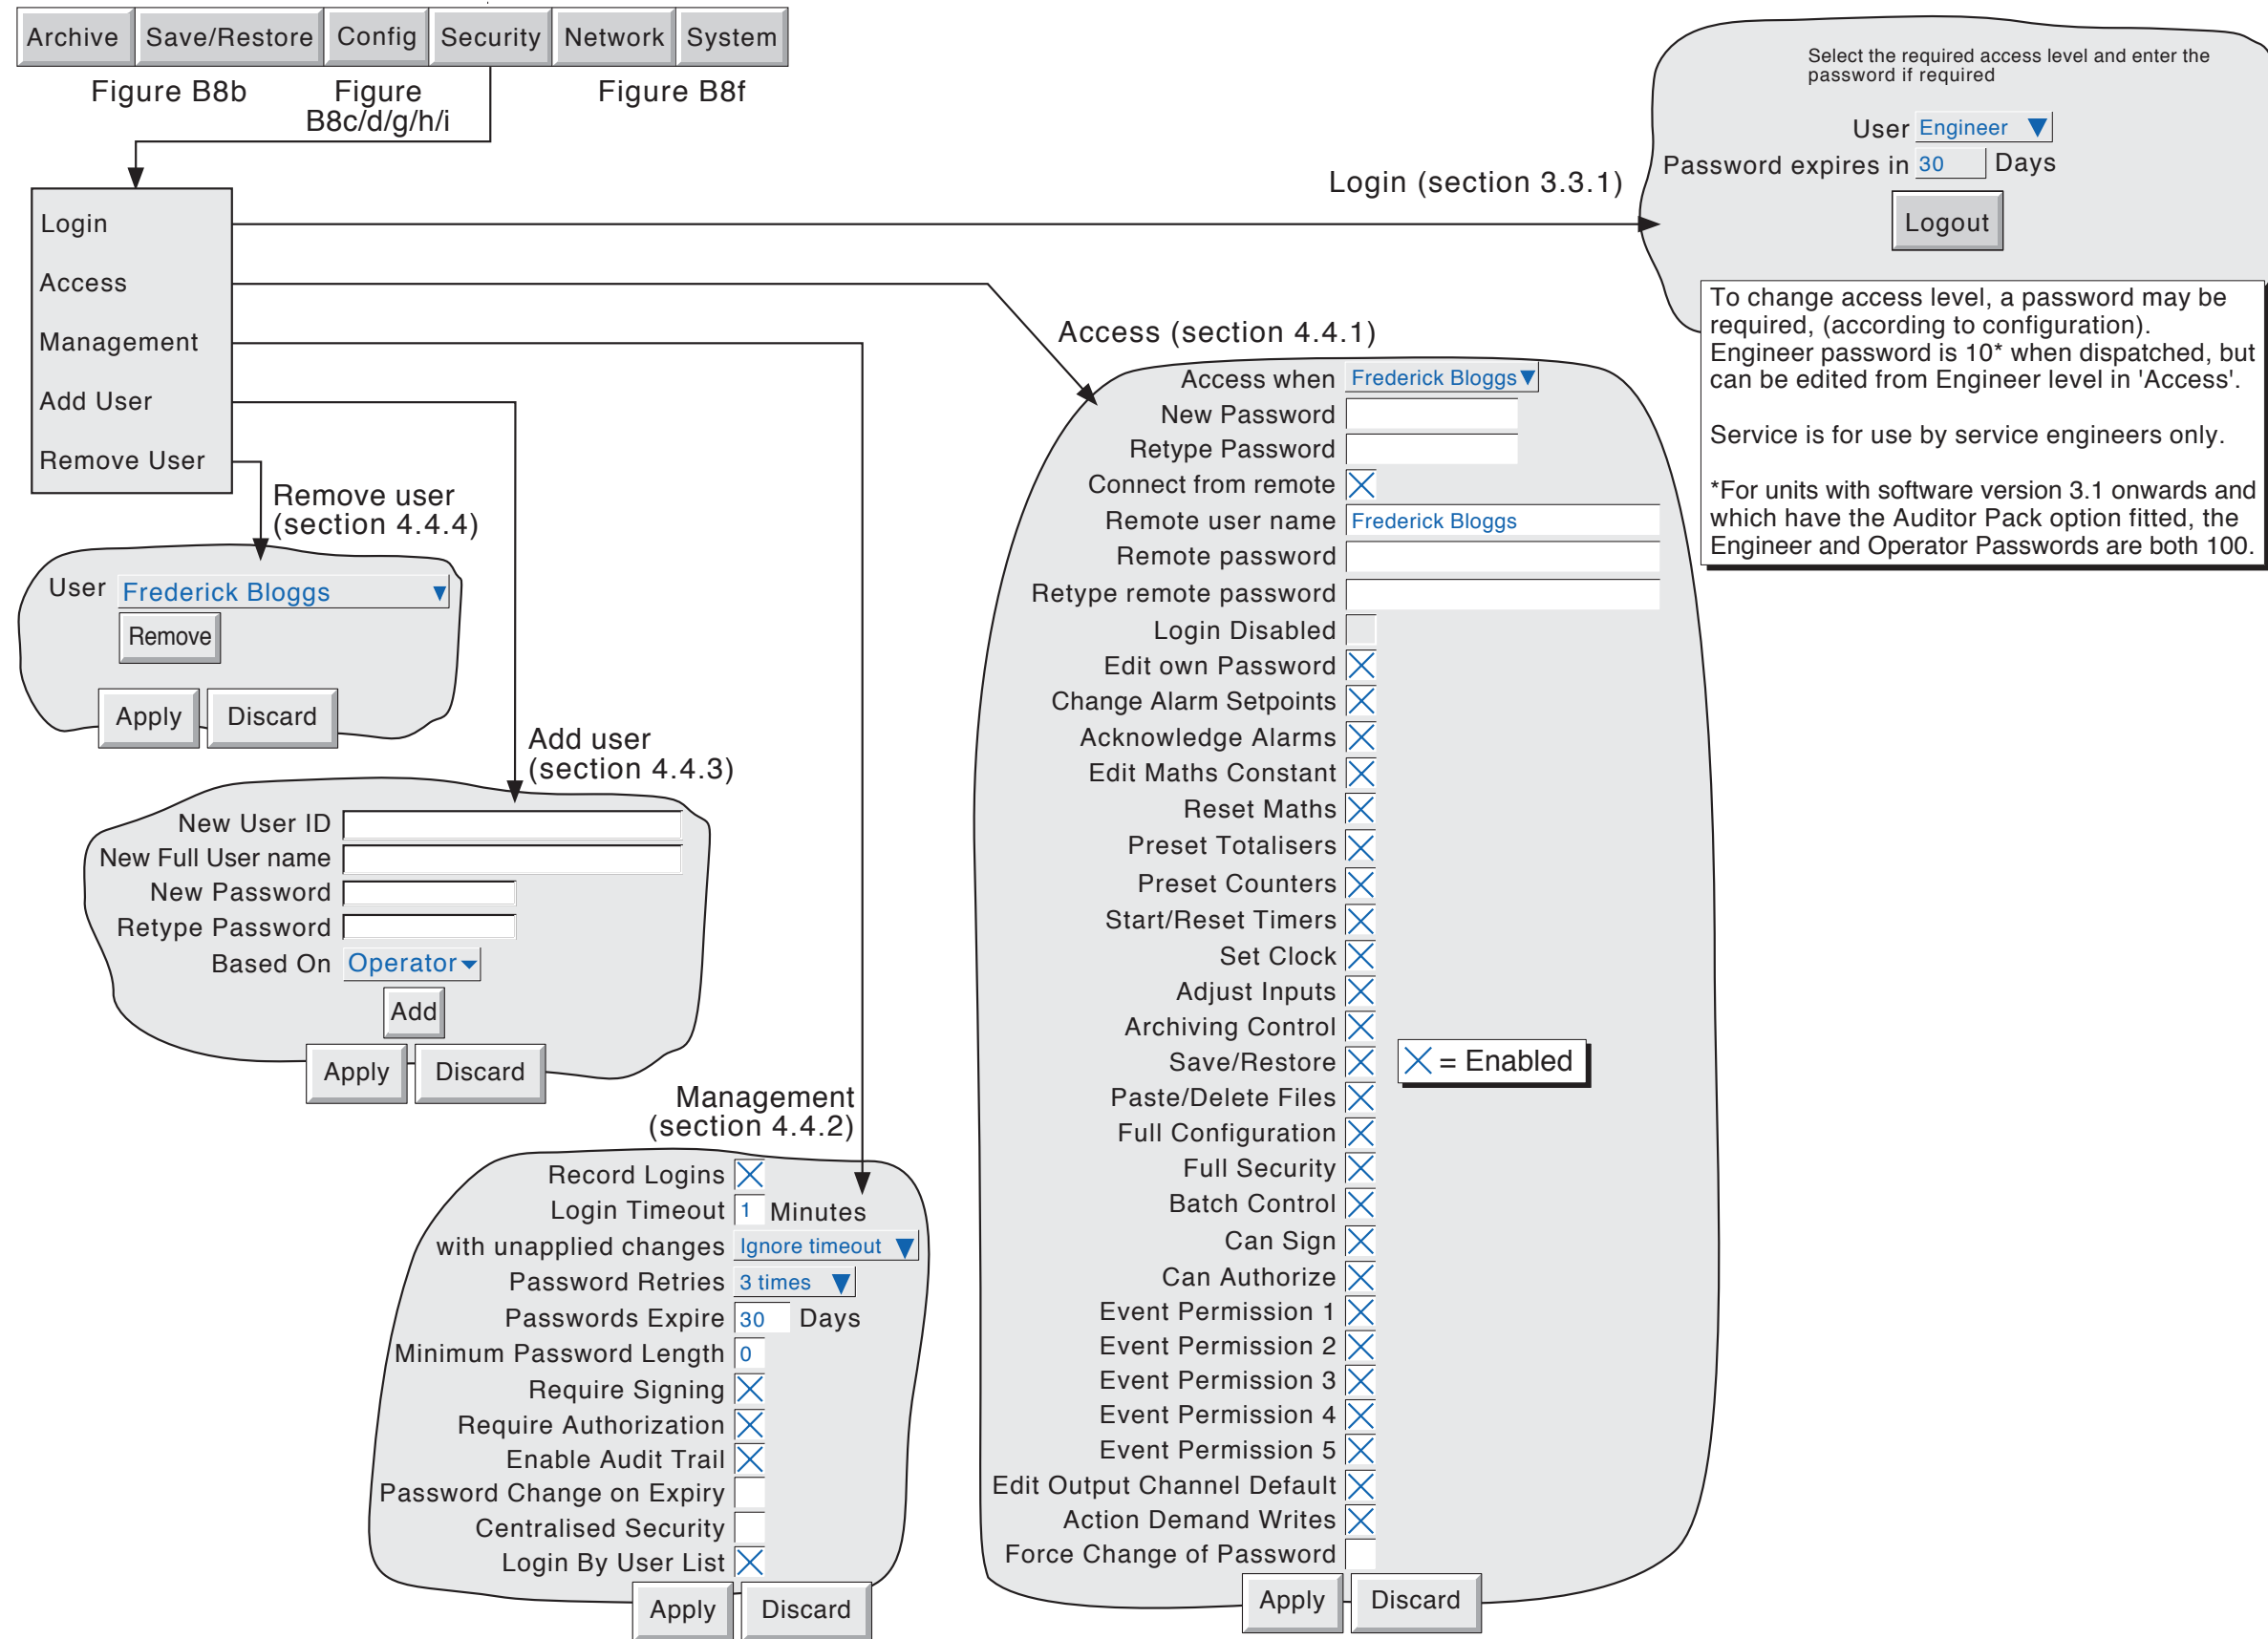 Archive Save/Restore Config Security Network System
Figure B8b
Figure
B8c/d/g/h/i
Figure B8f
Login
Access
Management
Add User
Remove User
Login (section 3.3.1)
Select the required access level and enter the
password if required
User Engineer
Password expires in 30 Days
Logout
To change access level, a password may be
required, (according to configuration).
Engineer password is 10* when dispatched, but
can be edited from Engineer level in 'Access'.
Service is for use by service engineers only.
*For units with software version 3.1 onwards and
which have the Auditor Pack option fitted, the
Engineer and Operator Passwords are both 100.
Remove user
(section 4.4.4)
User Frederick Bloggs
Remove
Apply Discard
Add user
(section 4.4.3)
New User ID
New Full User name
New Password
Retype Password
Based On Operator
Add
Apply Discard
Management
(section 4.4.2)
Record Logins
Login Timeout 1 Minutes
with unapplied changes Ignore timeout
Password Retries 3 times
Passwords Expire 30 Days
Minimum Password Length 0
Require Signing
Require Authorization
Enable Audit Trail
Password Change on Expiry
Centralised Security
Login By User List
Apply Discard
Access (section 4.4.1)
Access when Frederick Bloggs
New Password
Retype Password
Connect from remote
Remote user name Frederick Bloggs
Remote password
Retype remote password
Login Disabled
Edit own Password
Change Alarm Setpoints
Acknowledge Alarms
Edit Maths Constant
Reset Maths
Preset Totalisers
Preset Counters
Start/Reset Timers
Set Clock
Adjust Inputs
Archiving Control
Save/Restore
= Enabled
Paste/Delete Files
Full Configuration
Full Security
Batch Control
Can Sign
Can Authorize
Event Permission 1
Event Permission 2
Event Permission 3
Event Permission 4
Event Permission 5
Edit Output Channel Default
Action Demand Writes
Force Change of Password
Apply Discard